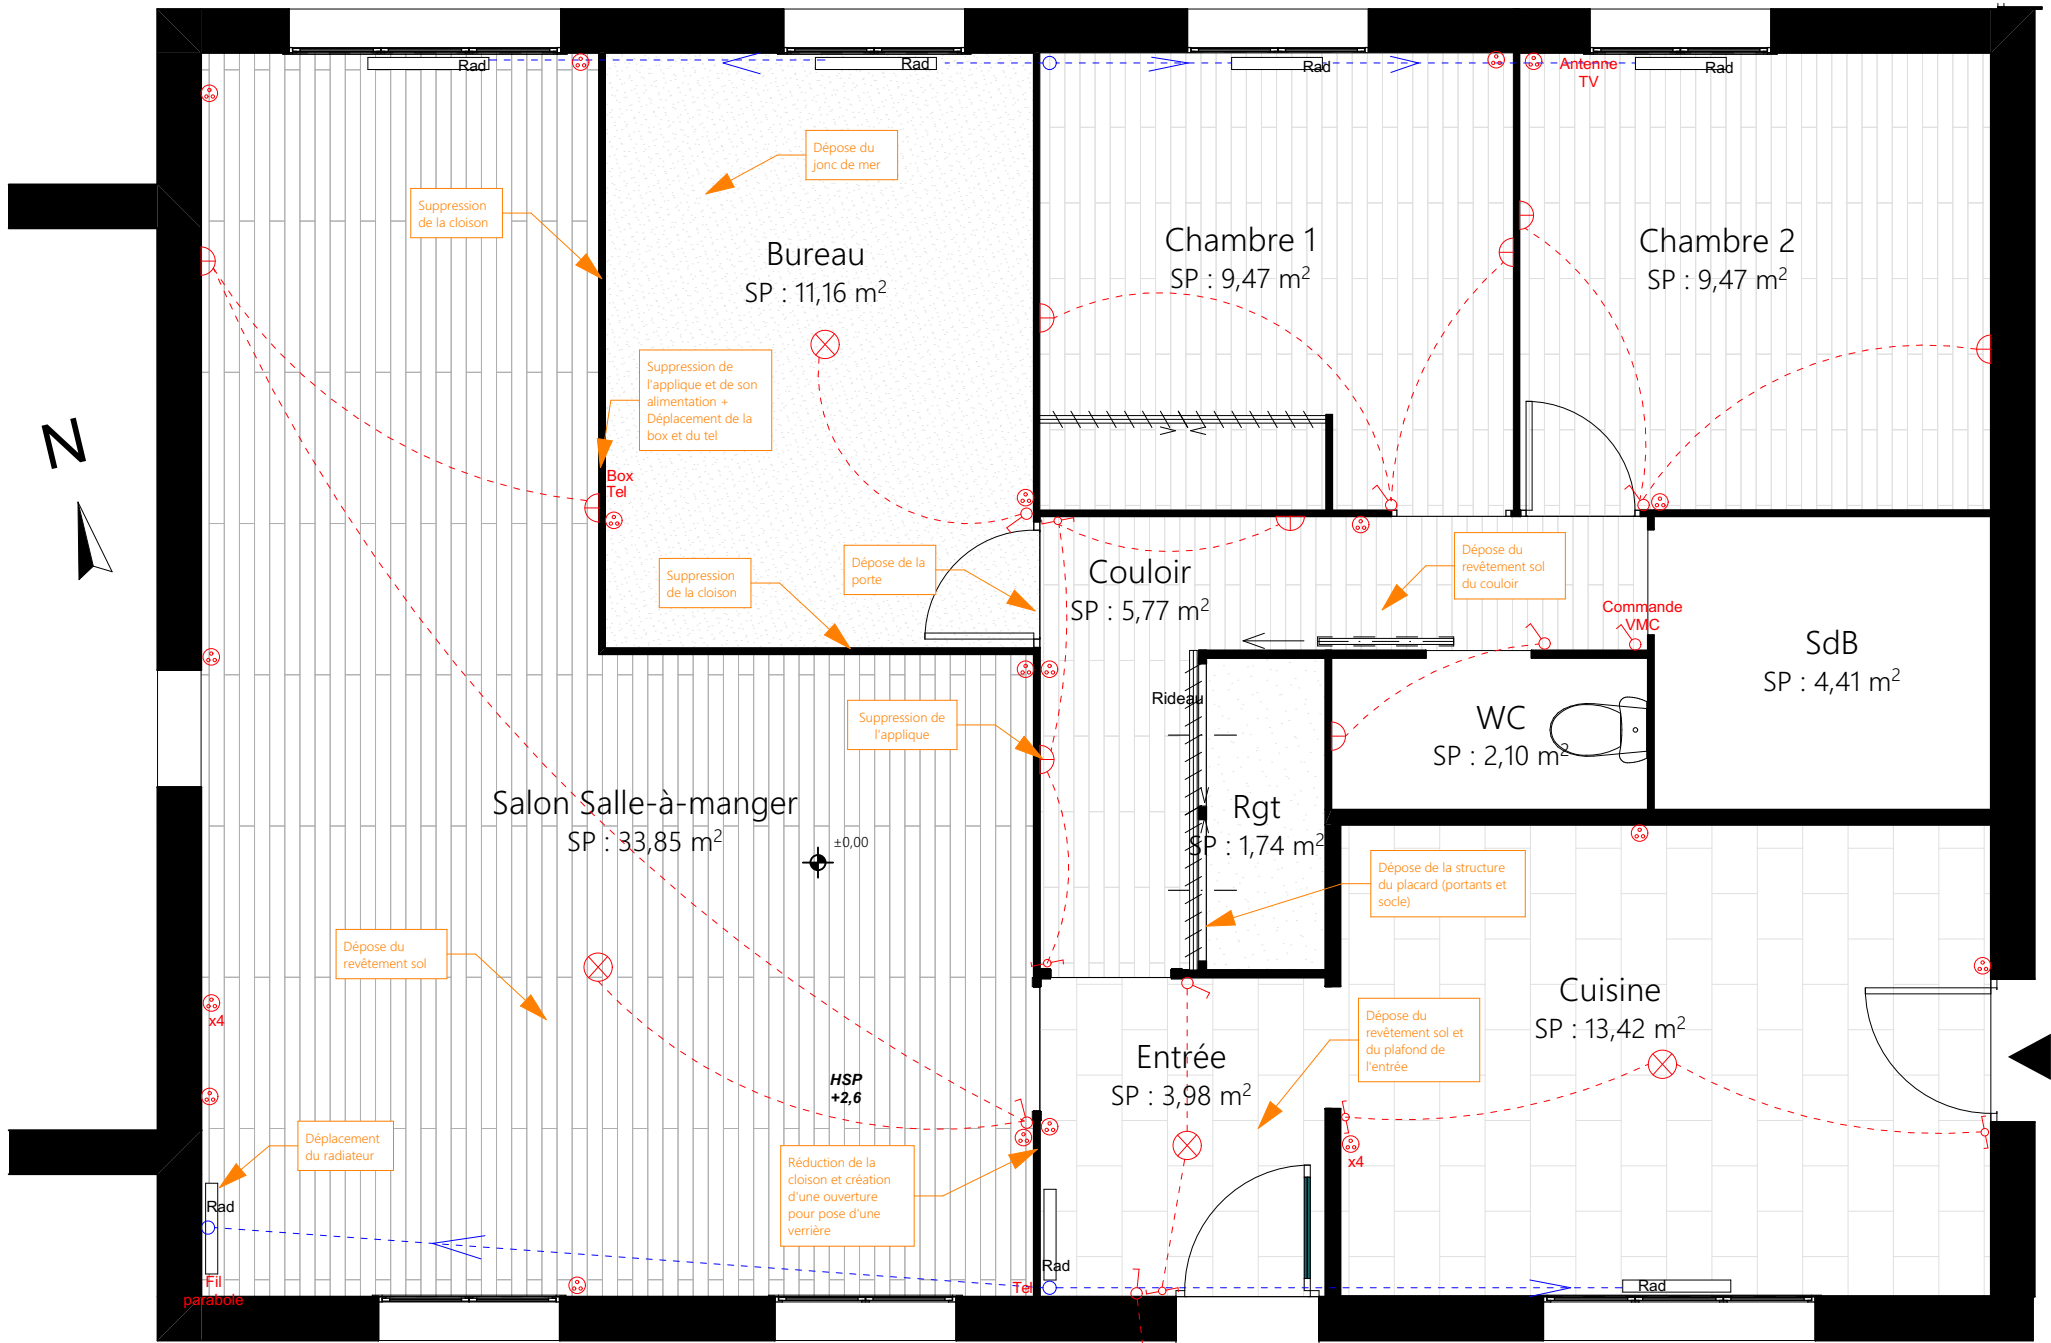 Rad
Rad
Rad
Rad
Antenne
TV
Dépose du
jonc de mer
Suppression
de la cloison
Bureau
SP : 11,16 m²
Chambre 1
SP : 9,47 m²
Chambre 2
SP : 9,47 m²
Suppression de
l'applique et de son
alimentation +
Déplacement de la
box et du tel
N
Box
Tel
Suppression
de la cloison
Dépose de la
porte
Couloir
SP : 5,77 m²
Dépose du
revêtement sol
du couloir
Commande
VMC
SdB
SP : 4,41 m²
Rideau
Suppression de
l'applique
WC
SP : 2,10 m²
Salon Salle-à-manger
SP : 33,85 m²
±0,00
Rgt
SP : 1,74 m²
Dépose de la structure
du placard (portants et
socle)
Dépose du
revêtement sol
x4
Cuisine
SP : 13,42 m²
Dépose du
revêtement sol et
du plafond de
l'entrée
Entrée
SP : 3,98 m²
HSP
+2,6
Déplacement
du radiateur
Réduction de la
cloison et création
d'une ouverture
pour pose d'une
verrière
x4
Rad
Rad
Rad
Fil
parabole
Tel